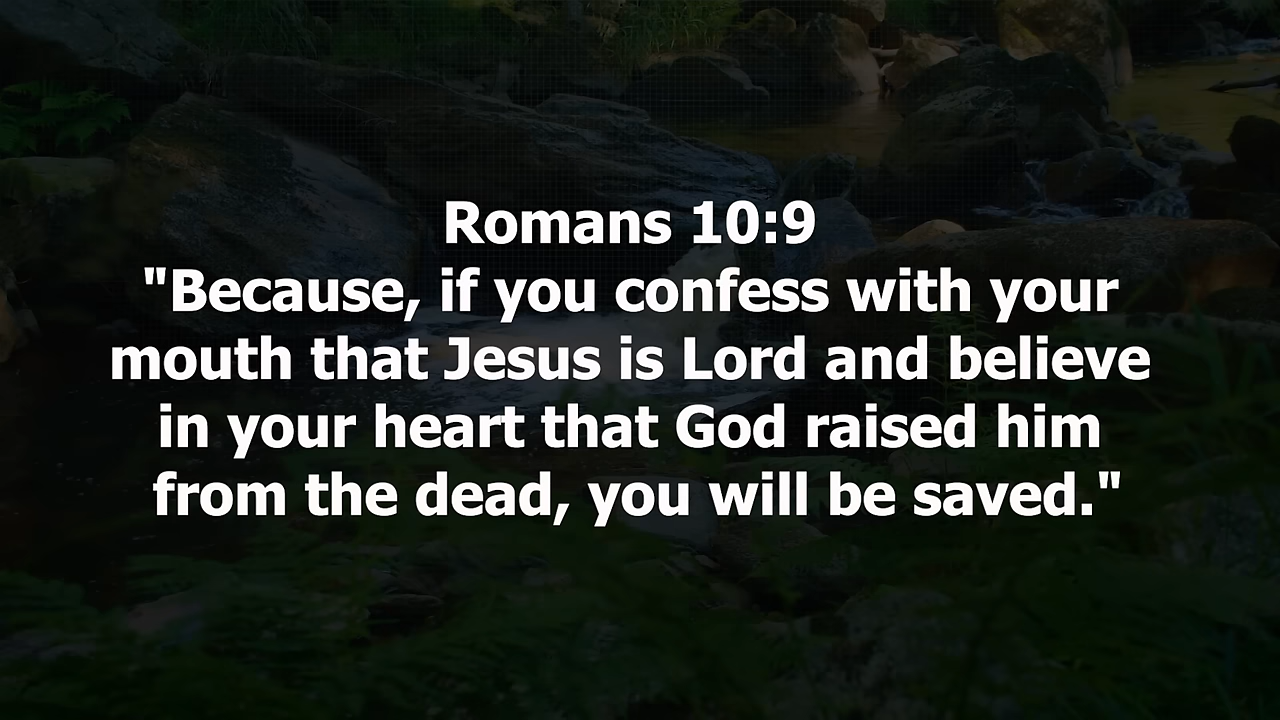 Romans 10:9
"Because, if you confess with your
mouth that Jesus is Lord and believe
in your heart that God raised him
from the dead, you will be saved."